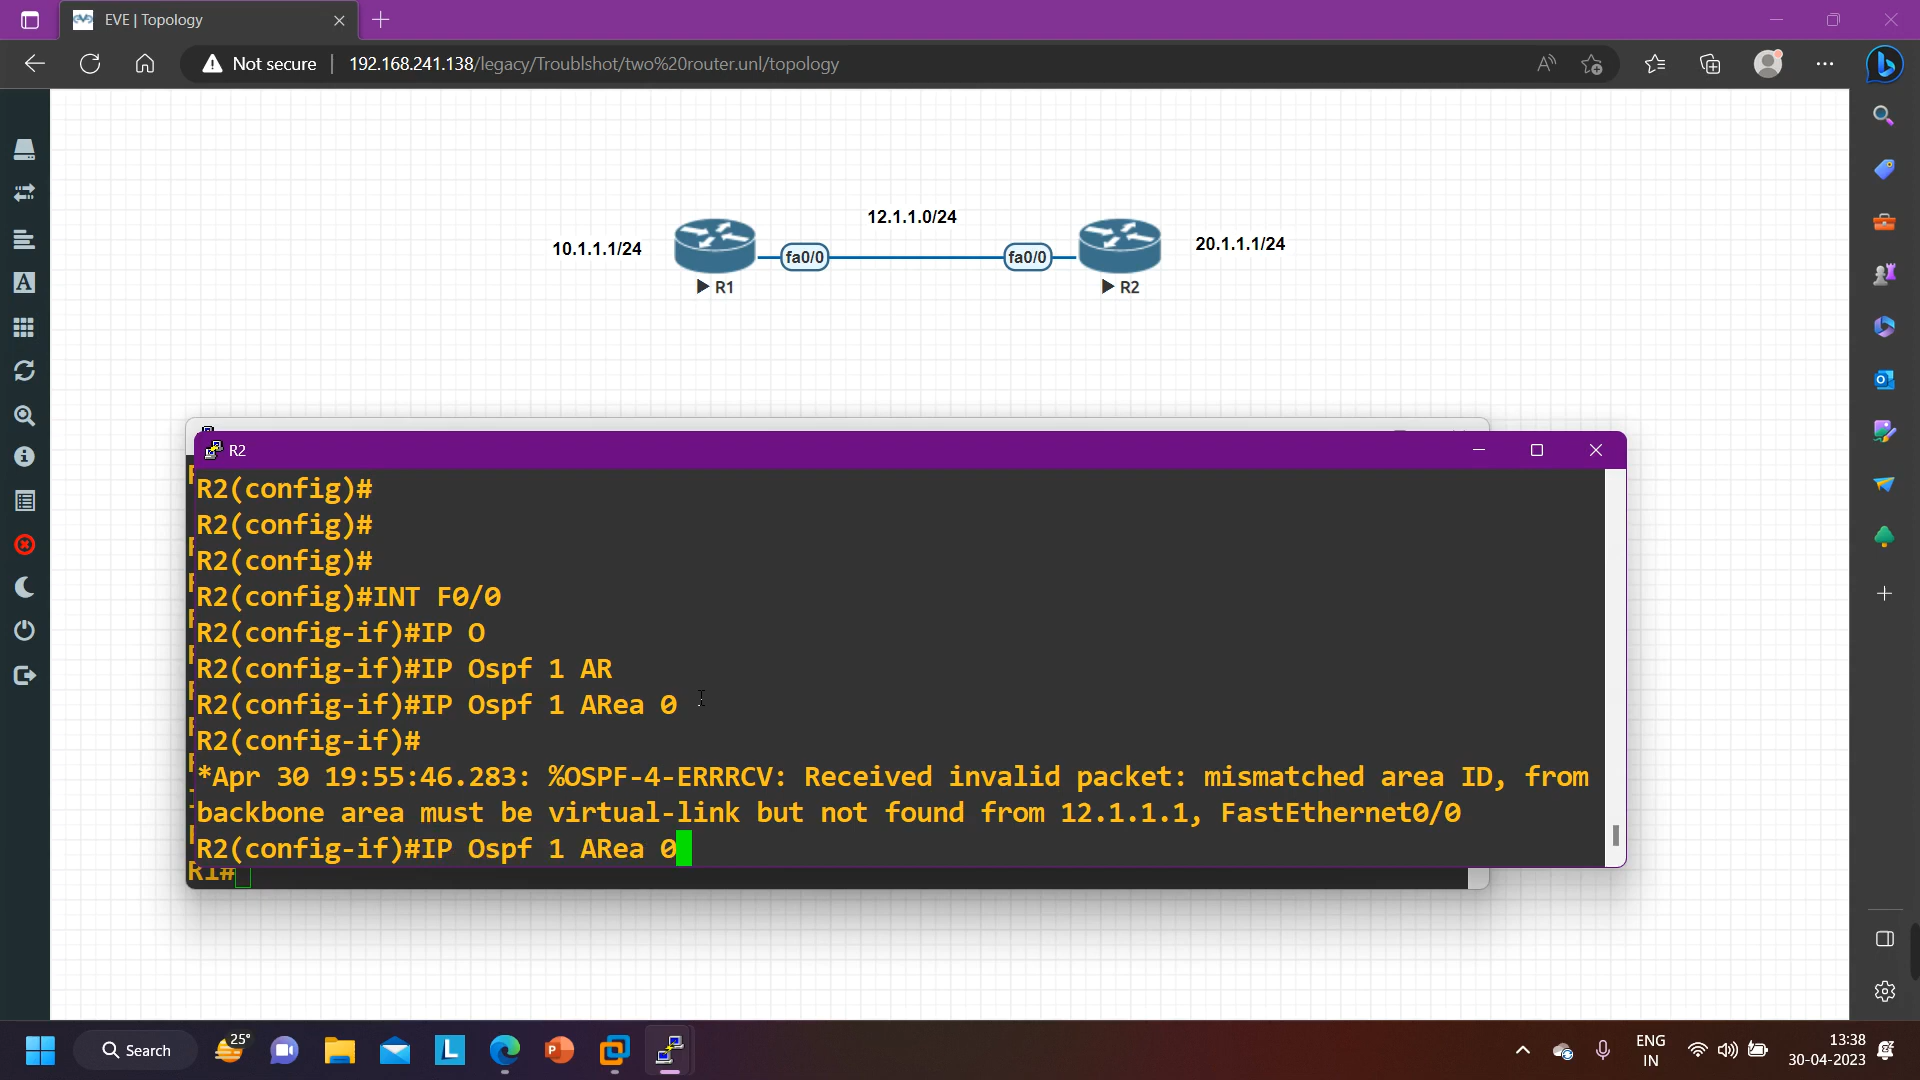 EVE | Topology
Not secure
192.168.241.138/legacy/Troublshot/two%20router.unl/topology
12.1.1.0/24
10.1.1.1/24
fa0/0
fa0/0
20.1.1.1/24
R1
R2
R2
R2(config)#
R2(config)#
R2(config)#
R2(config)#INT F0/0
R2(config-if)#IP O
R2(config-if)#IP Ospf 1 AR
R2(config-if)#IP Ospf 1 ARea 0
R2(config-if)#
*Apr 30 19:55:46.283: %OSPF-4-ERRRCV: Received invalid packet: mismatched area ID, from
backbone area must be virtual-link but not found from 12.1.1.1, FastEthernet0/0
R2(config-if)#IP Ospf 1 ARea 0
R1#
Search
25°
ENG
IN
13:38
30-04-2023